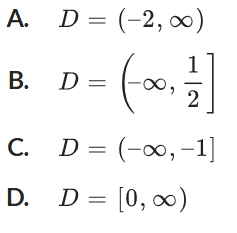 A. D = (−2, ∞)
B. D = (−∞, 1/2]
C. D = (−∞, −1]
D. D = [0, ∞)